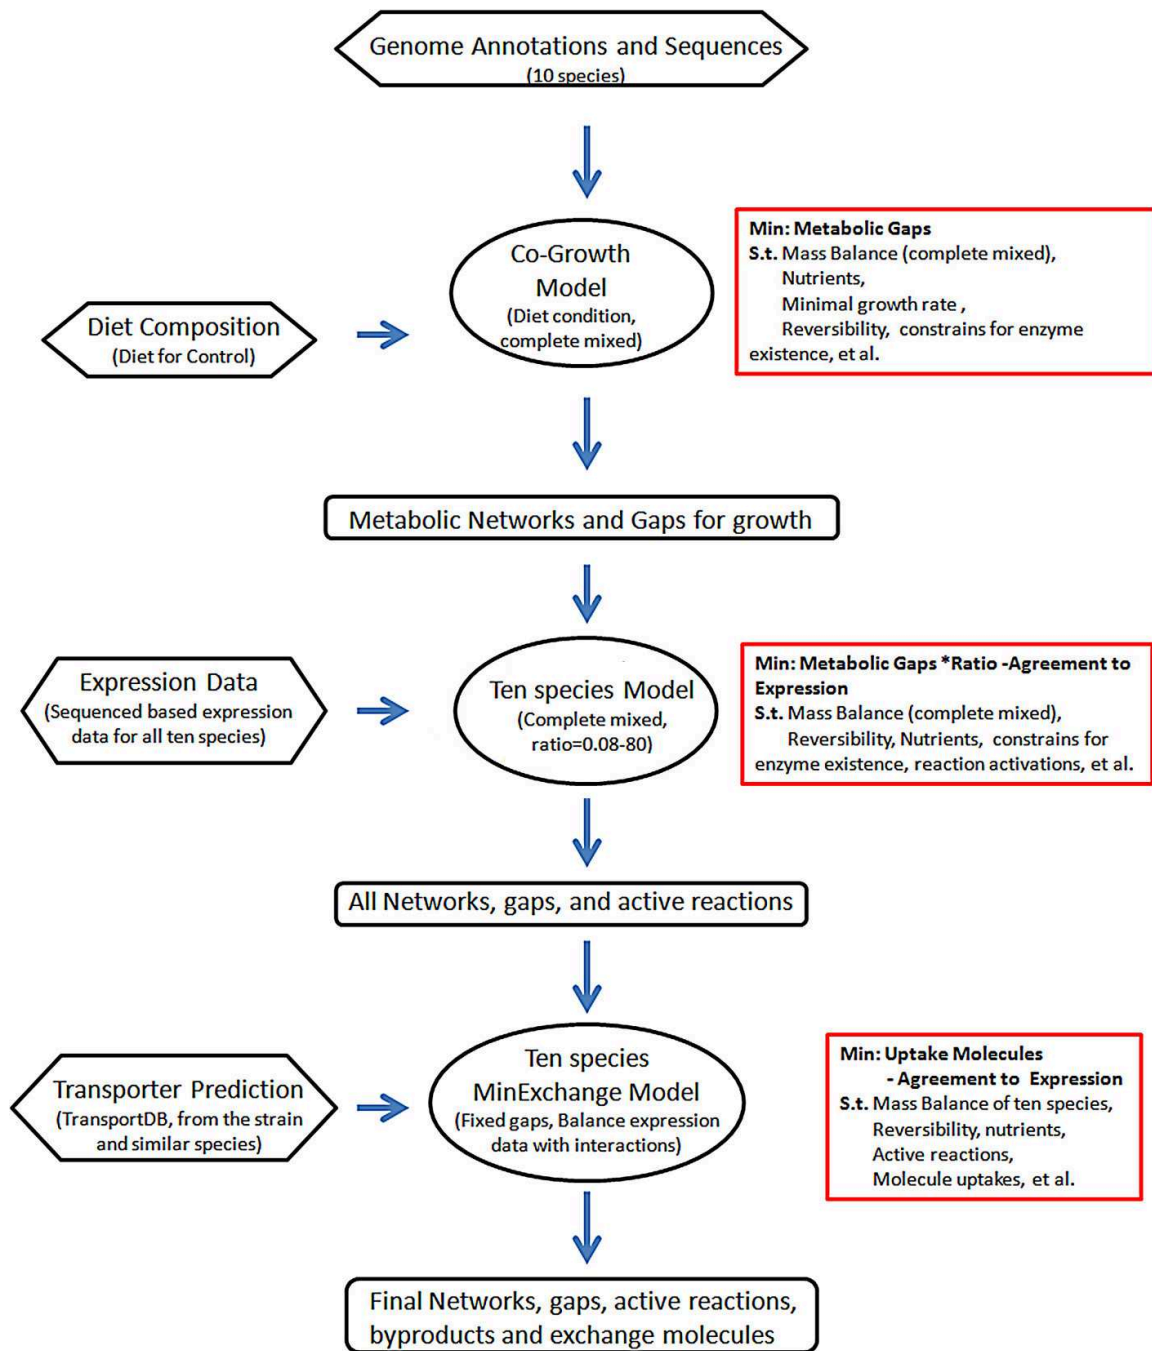 Genome Annotations and Sequences
(10 species)
Co-Growth
Model
(Diet condition,
complete mixed)
Min: Metabolic Gaps
S.t. Mass Balance (complete mixed),
Nutrients,
Minimal growth rate ,
Reversibility, constrains for enzyme
existence, et al.
Diet Composition
(Diet for Control)
Metabolic Networks and Gaps for growth
Expression Data
(Sequenced based expression
data for all ten species)
Ten species Model
(Complete mixed,
ratio=0.08-80)
Min: Metabolic Gaps *Ratio -Agreement to
Expression
S.t. Mass Balance (complete mixed),
Reversibility, Nutrients, constrains for
enzyme existence, reaction activations, et al.
All Networks, gaps, and active reactions
Transporter Prediction
(TransportDB, from the strain
and similar species)
Ten species
MinExchange Model
(Fixed gaps, Balance expression
data with interactions)
Min: Uptake Molecules
- Agreement to Expression
S.t. Mass Balance of ten species,
Reversibility, nutrients,
Active reactions,
Molecule uptakes, et al.
Final Networks, gaps, active reactions,
byproducts and exchange molecules